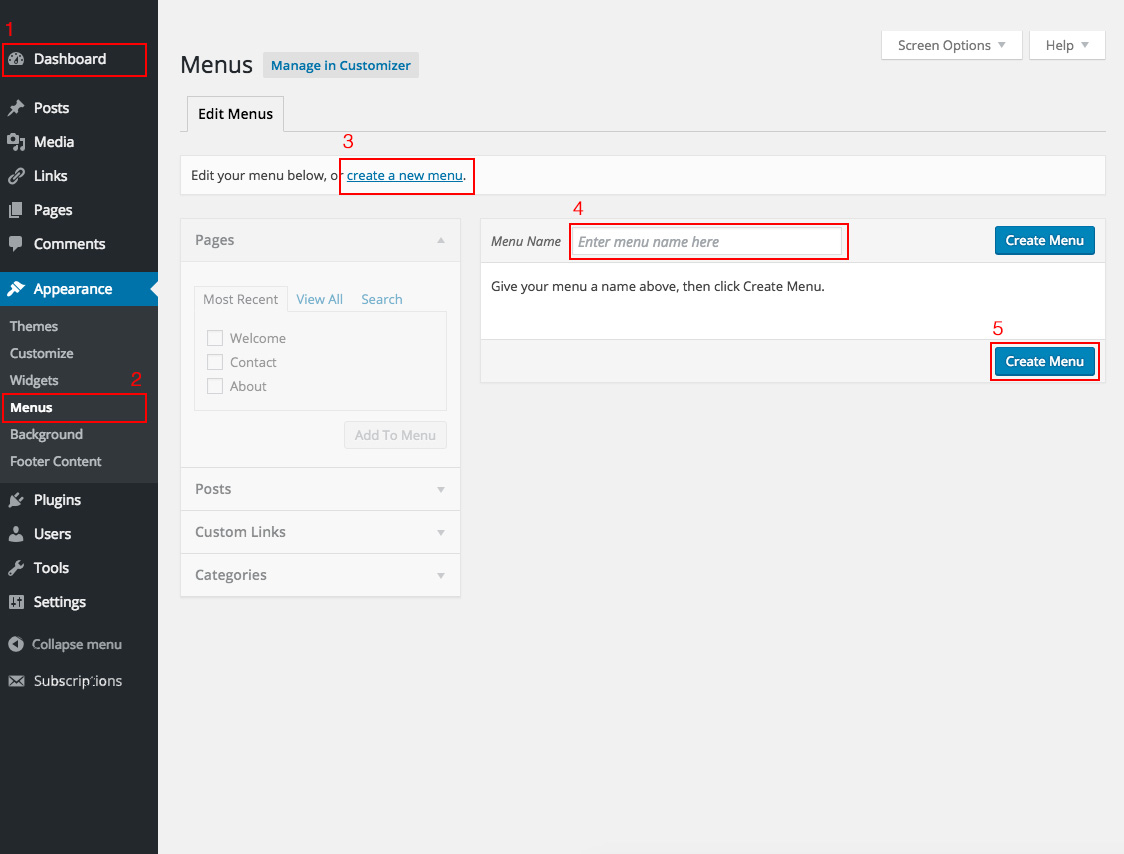 1
Dashboard
Posts
Media
Links
Pages
Comments
Appearance
Themes
Customize
Widgets
2
Menus
Background
Footer Content
Plugins
Users
Tools
Settings
Collapse menu
Subscriptions
Screen Options
Help
Menus Manage in Customizer
Edit Menus
3
Edit your menu below, or create a new menu.
Pages
Most Recent View All Search
Welcome
Contact
About
Add To Menu
Posts
Custom Links
Categories
4
Menu Name Enter menu name here Create Menu
Give your menu a name above, then click Create Menu.
5
Create Menu